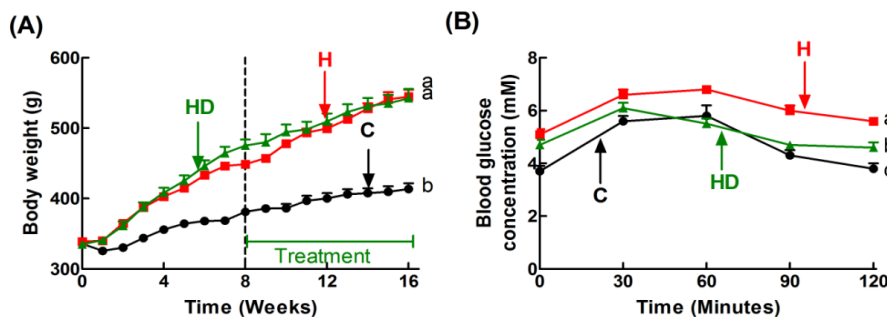 (A)
Body weight (g)
600
500
400
300
HD
H
C
a
a
b
Treatment
0
4
8
12
16
Time (Weeks)
(B)
Blood glucose
concentration (mM)
8
6
4
2
0
H
C
HD
a
b
c
0
30
60
90
120
Time (Minutes)